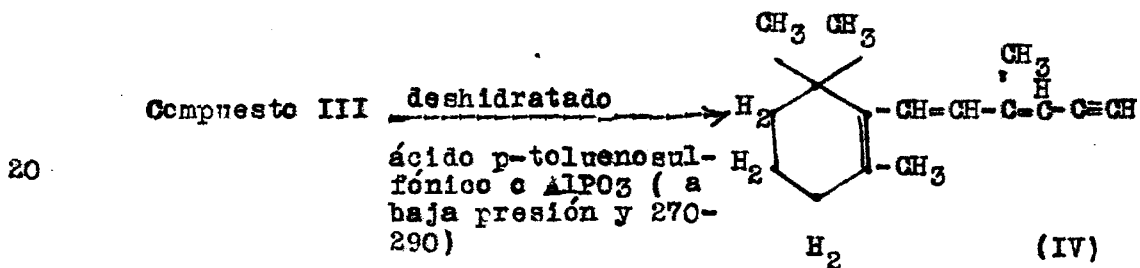 CH3 CH3
CH3
H
Compuesto III deshidratado H2 -CH=CH-C=C-C≡CH
20 ácido p-toluenosul- H2 -CH3
fónico o AlPO3 ( a
baja presión y 270-
290) H2 (IV)